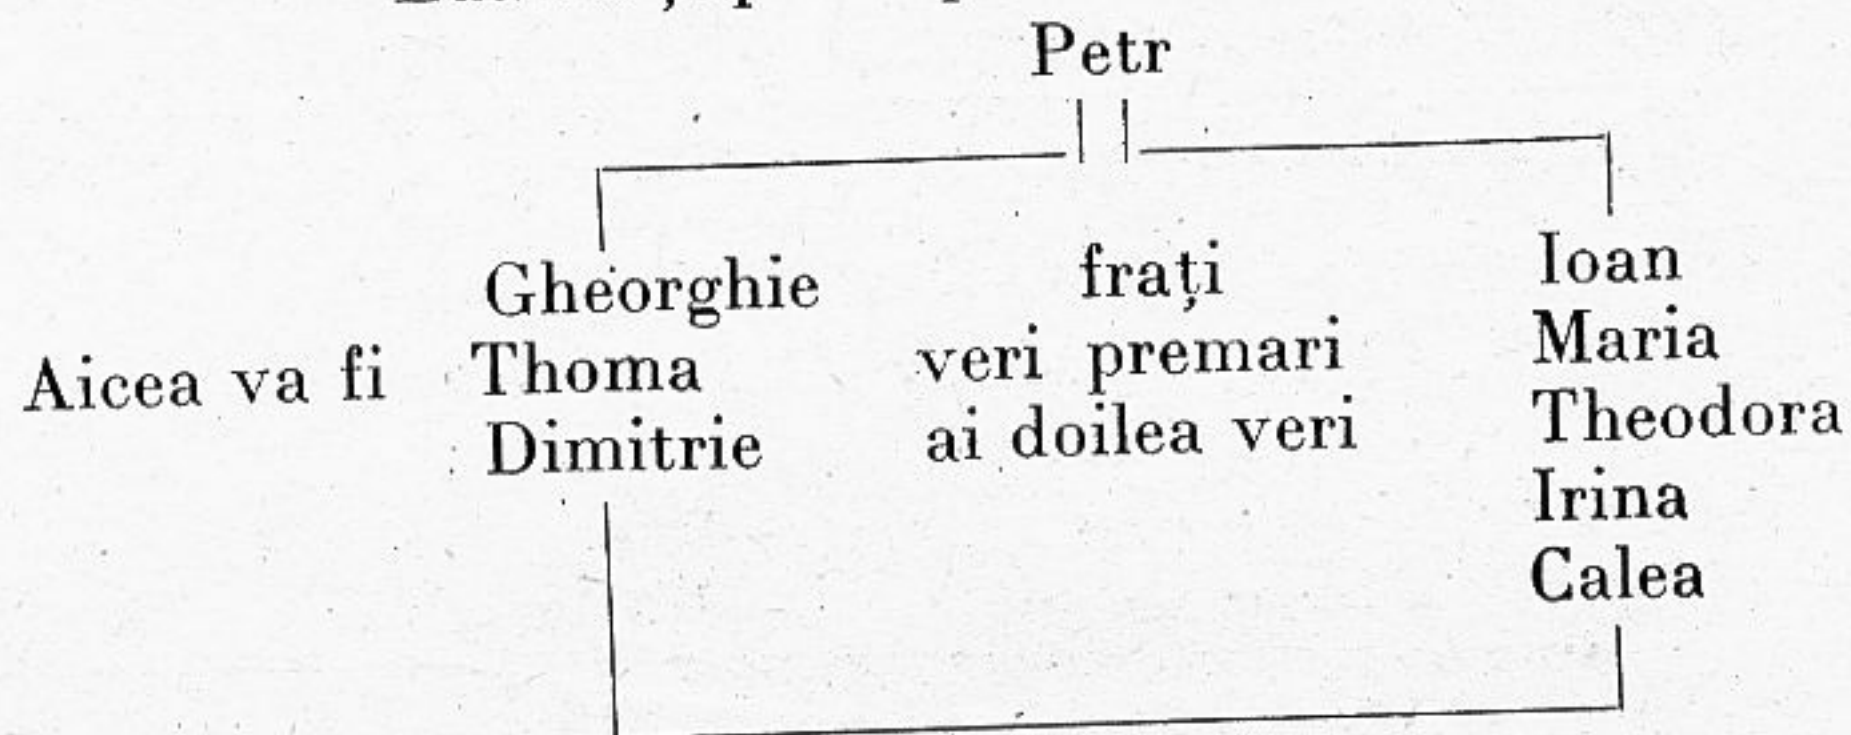 Petr
Gheorghie frați Ioan
Aicea va fi Thoma veri premari Maria
Dimitrie ai doilea veri Theodora
Irina
Calea